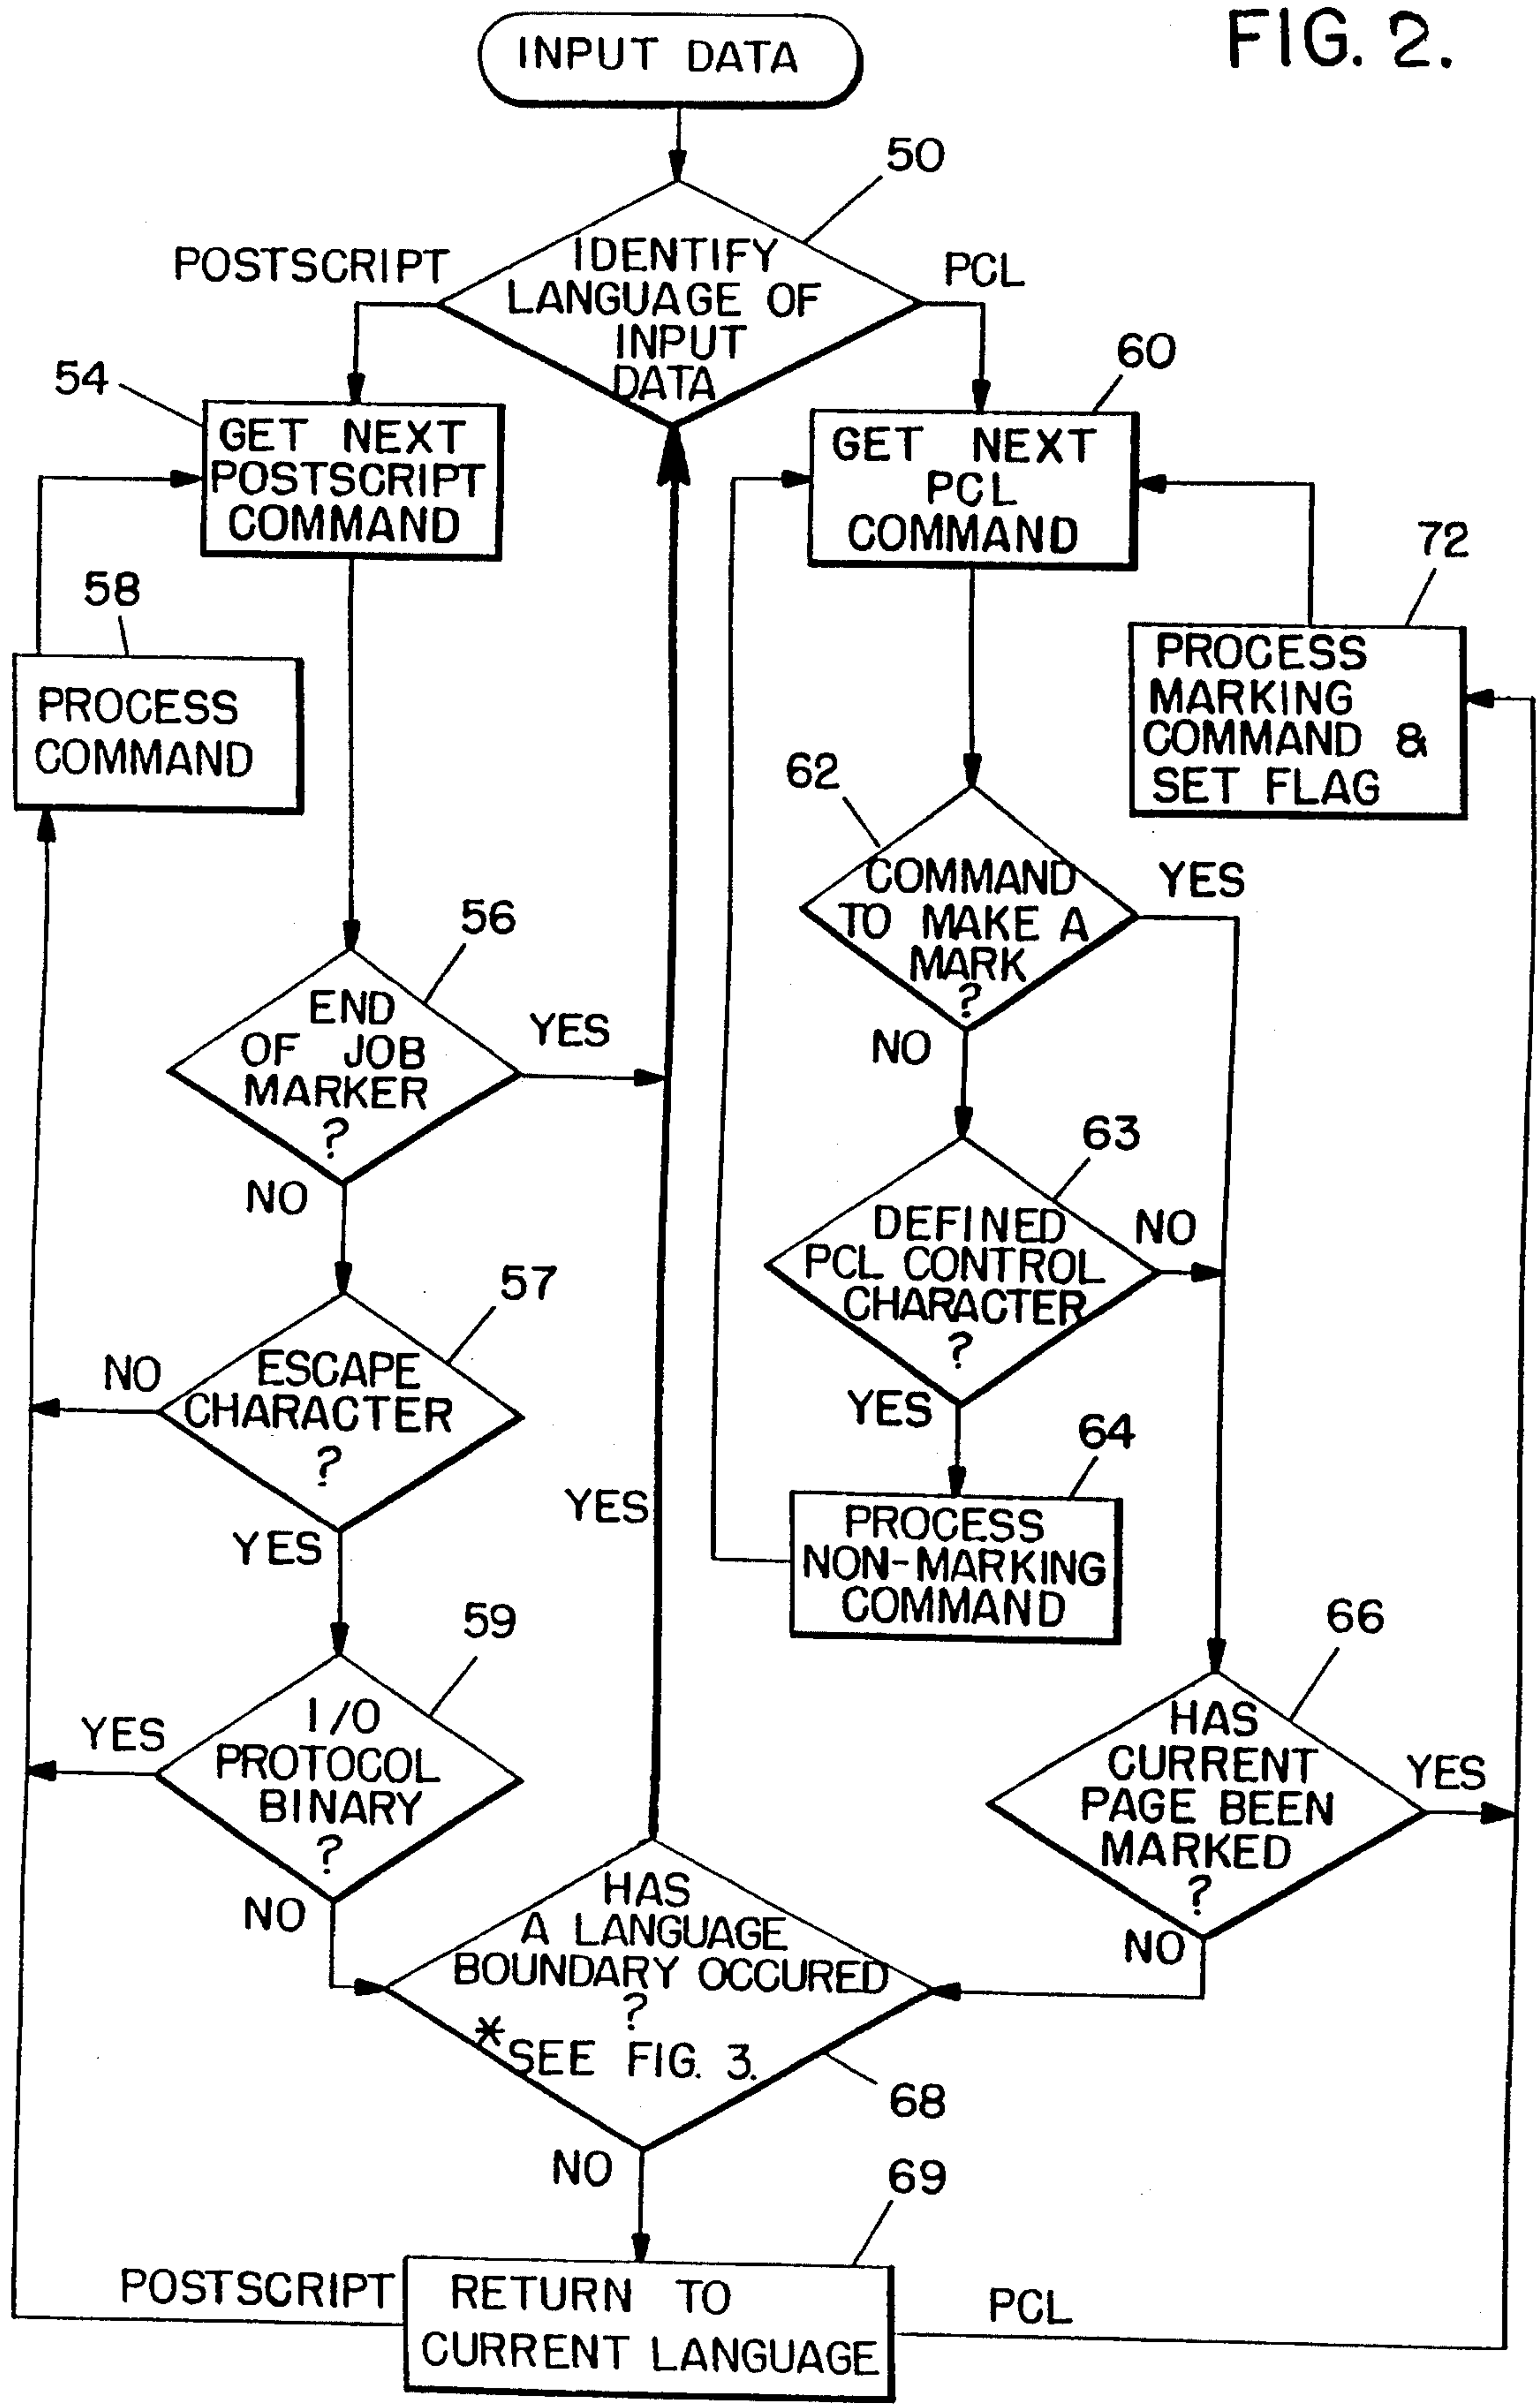 FIG. 2.
INPUT DATA
50
IDENTIFY
LANGUAGE OF
INPUT
DATA
POSTSCRIPT
PCL
54
GET NEXT
POSTSCRIPT
COMMAND
60
GET NEXT
PCL
COMMAND
58
PROCESS
COMMAND
72
PROCESS
MARKING
COMMAND &
SET FLAG
62
COMMAND
TO MAKE A
MARK
?
YES
NO
56
END
OF JOB
MARKER
?
YES
NO
63
DEFINED
PCL CONTROL
CHARACTER
?
NO
YES
57
ESCAPE
CHARACTER
?
NO
YES
64
PROCESS
NON-MARKING
COMMAND
YES
59
I/O
PROTOCOL
BINARY
?
YES
NO
66
HAS
CURRENT
PAGE BEEN
MARKED
?
YES
NO
HAS
A LANGUAGE
BOUNDARY OCCURED
?
*SEE FIG. 3.
68
NO
69
RETURN TO
CURRENT LANGUAGE
POSTSCRIPT
PCL